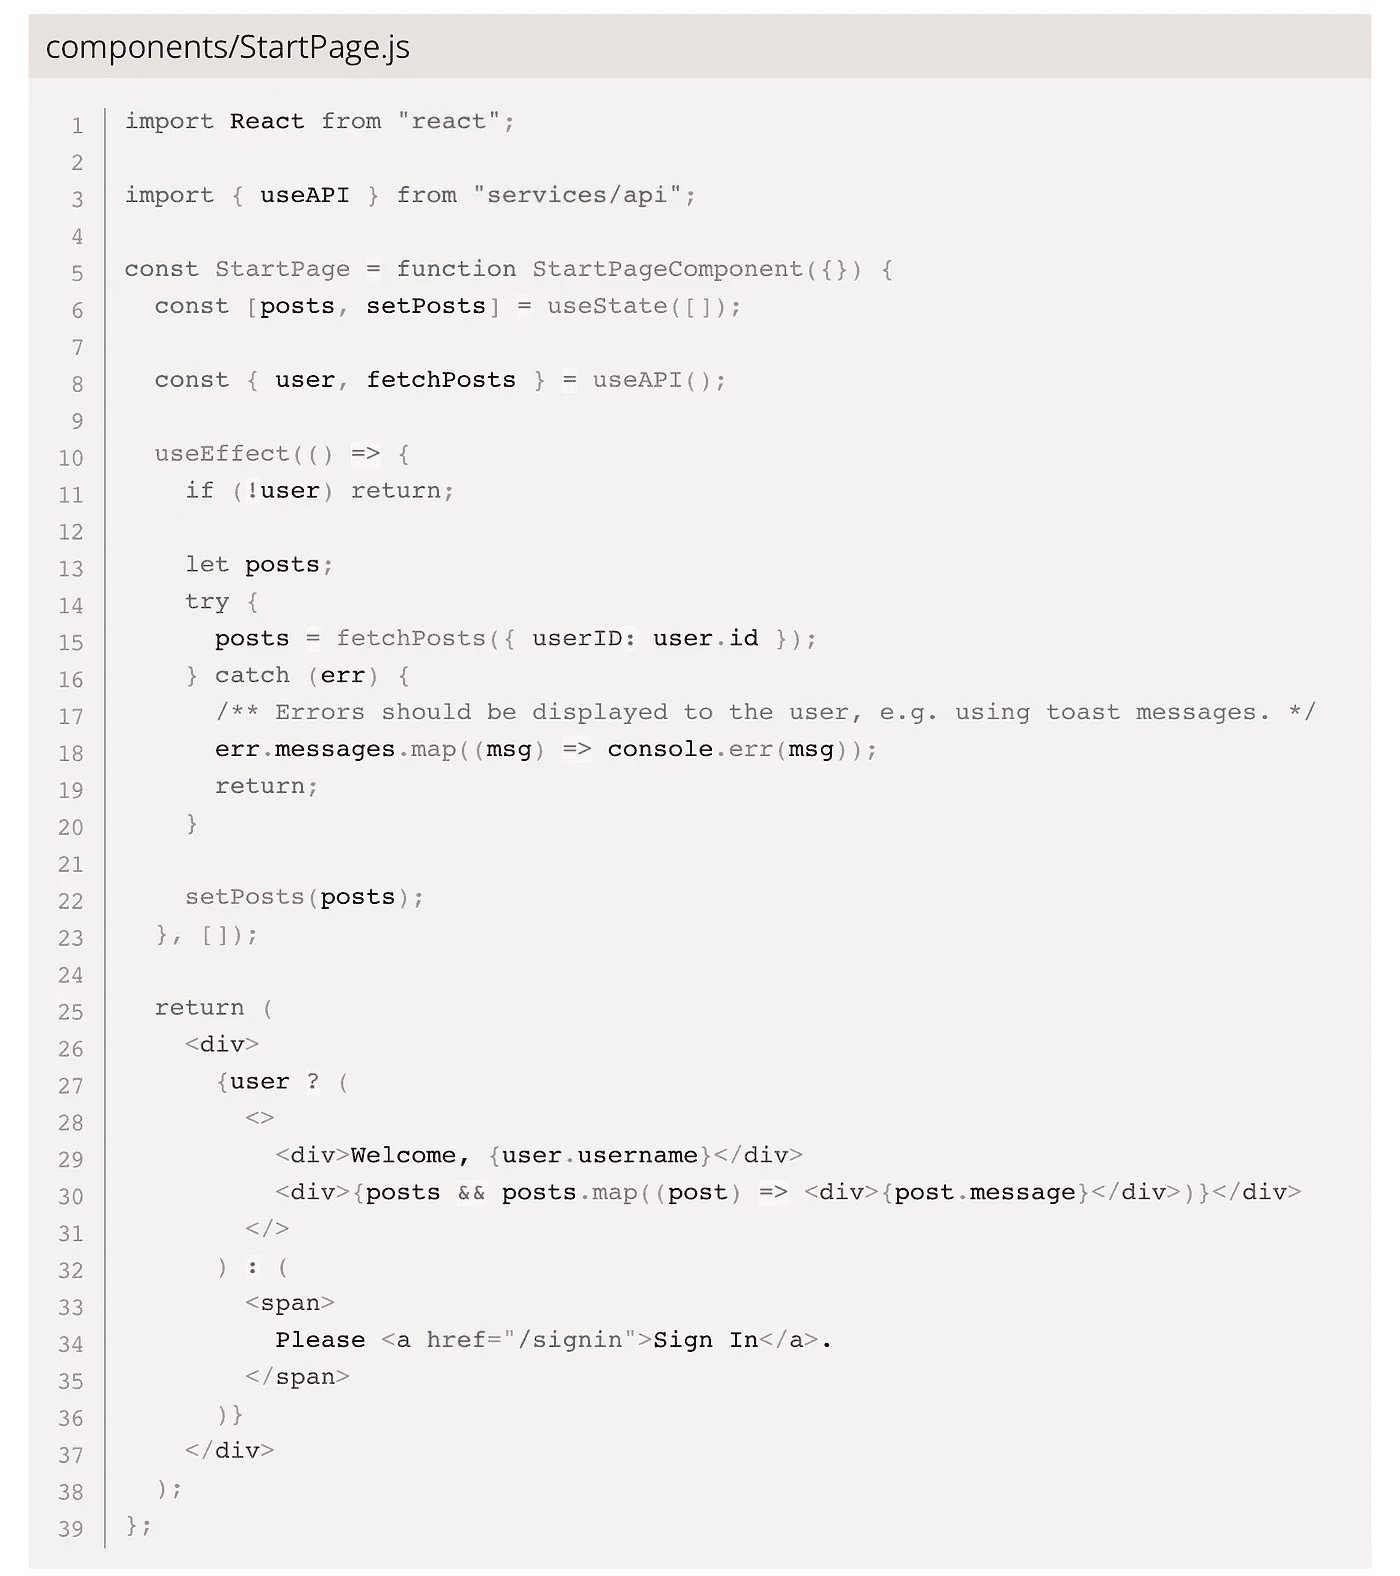 components/StartPage.js
1 import React from "react";
2
3 import { useAPI } from "services/api";
4
5 const StartPage = function StartPageComponent({}) {
6   const [posts, setPosts] = useState([]);
7
8   const { user, fetchPosts } = useAPI();
9
10   useEffect(() => {
11     if (!user) return;
12
13     let posts;
14     try {
15       posts = fetchPosts({ userID: user.id });
16     } catch (err) {
17       /** Errors should be displayed to the user, e.g. using toast messages. */
18       err.messages.map((msg) => console.err(msg));
19       return;
20     }
21
22     setPosts(posts);
23   }, []);
24
25   return (
26     <div>
27       {user ? (
28         <>
29           <div>Welcome, {user.username}</div>
30           <div>{posts && posts.map((post) => <div>{post.message}</div>)}</div>
31         </>
32       ) : (
33         <span>
34           Please <a href="/signin">Sign In</a>.
35         </span>
36       )}
37     </div>
38   );
39 };